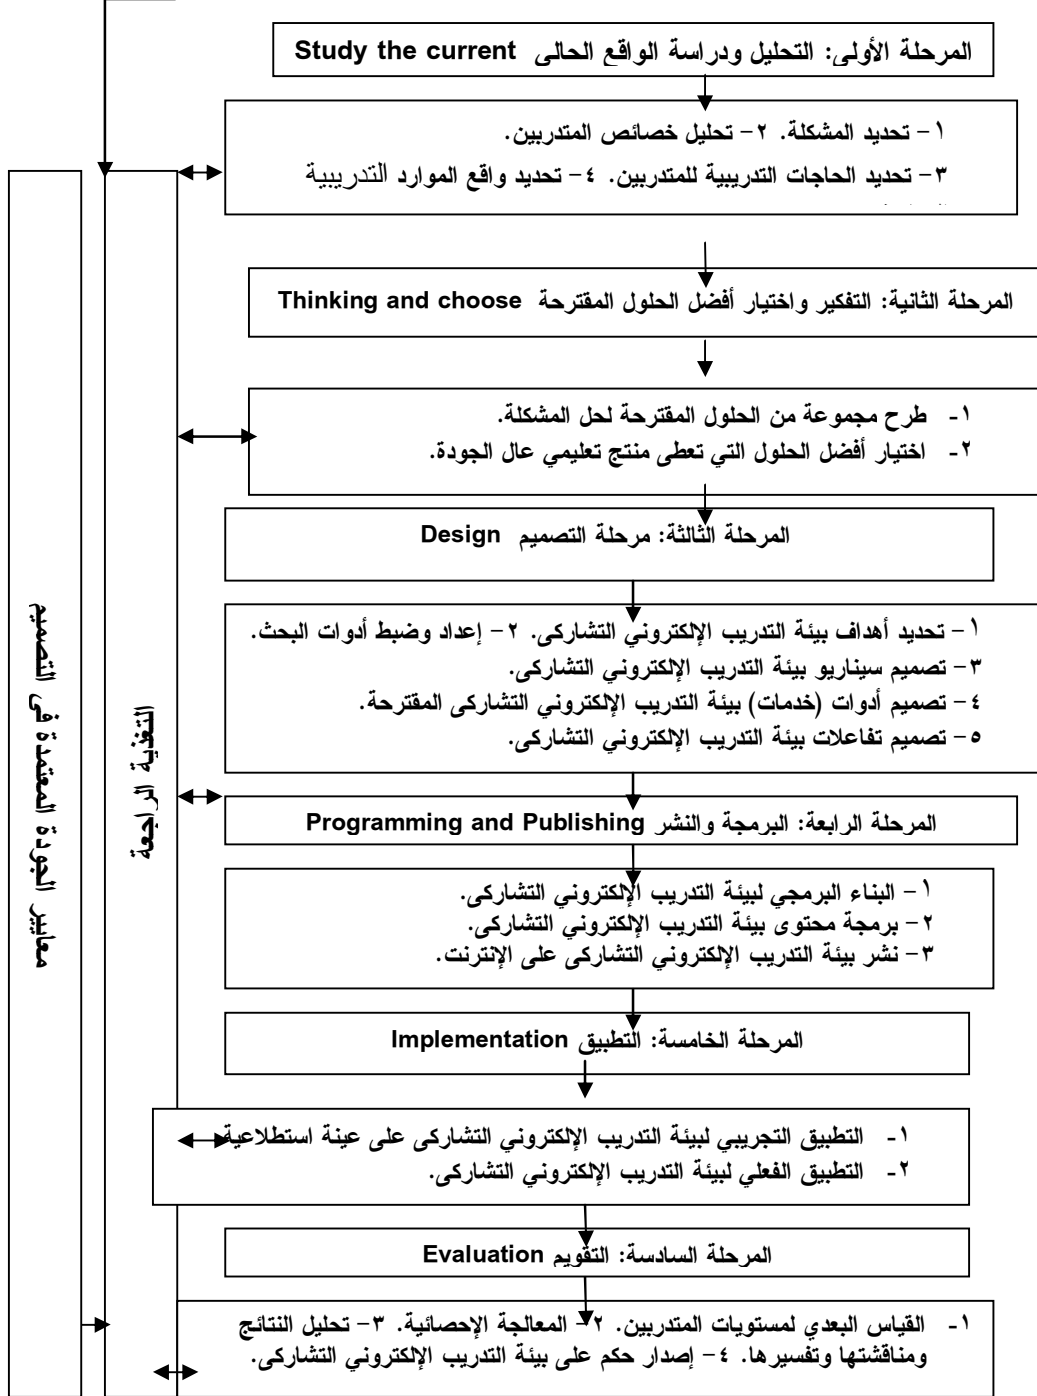 المرحلة الأولى: التحليل ودراسة الواقع الحالى Study the current
١- تحديد المشكلة. ٢- تحليل خصائص المتدربين.
٣- تحديد الحاجات التدريبية للمتدربين. ٤- تحديد واقع الموارد التدريبية
المرحلة الثانية: التفكير واختيار أفضل الحلول المقترحة Thinking and choose
١- طرح مجموعة من الحلول المقترحة لحل المشكلة.
٢- اختيار أفضل الحلول التي تعطى منتج تعليمي عال الجودة.
المرحلة الثالثة: مرحلة التصميم Design
١- تحديد أهداف بيئة التدريب الإلكتروني التشاركى. ٢- إعداد وضبط أدوات البحث.
٣- تصميم سيناريو بيئة التدريب الإلكتروني التشاركى.
٤- تصميم أدوات (خدمات) بيئة التدريب الإلكتروني التشاركى المقترحة.
٥- تصميم تفاعلات بيئة التدريب الإلكتروني التشاركى.
المرحلة الرابعة: البرمجة والنشر Programming and Publishing
١- البناء البرمجي لبيئة التدريب الإلكتروني التشاركى.
٢- برمجة محتوى بيئة التدريب الإلكتروني التشاركى.
٣- نشر بيئة التدريب الإلكتروني التشاركى على الإنترنت.
المرحلة الخامسة: التطبيق Implementation
١- التطبيق التجريبي لبيئة التدريب الإلكتروني التشاركى على عينة استطلاعية
٢- التطبيق الفعلي لبيئة التدريب الإلكتروني التشاركى.
المرحلة السادسة: التقويم Evaluation
١- القياس البعدي لمستويات المتدربين. ٢- المعالجة الإحصائية. ٣- تحليل النتائج
ومناقشتها وتفسيرها. ٤- إصدار حكم على بيئة التدريب الإلكتروني التشاركى.
التغذية الراجعة
معايير الجودة المعتمدة فى التصميم